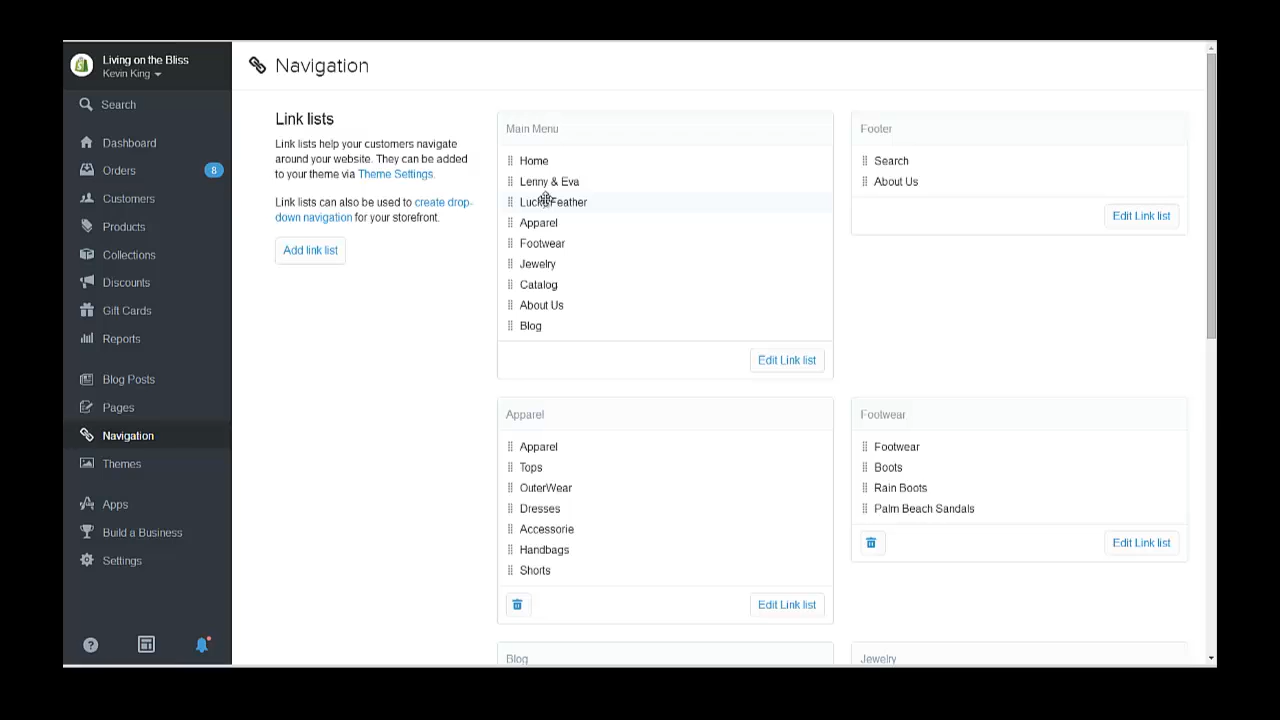 Living on the Bliss
Kevin King
Search
Dashboard
Orders
8
Customers
Products
Collections
Discounts
Gift Cards
Reports
Blog Posts
Pages
Navigation
Themes
Apps
Build a Business
Settings
Navigation
Link lists
Link lists help your customers navigate
around your website. They can be added
to your theme via Theme Settings.
Link lists can also be used to create drop-
down navigation for your storefront.
Add link list
Main Menu
Home
Lenny & Eva
Lucky Feather
Apparel
Footwear
Jewelry
Catalog
About Us
Blog
Edit Link list
Footer
Search
About Us
Edit Link list
Apparel
Apparel
Tops
OuterWear
Dresses
Accessorie
Handbags
Shorts
Edit Link list
Footwear
Footwear
Boots
Rain Boots
Palm Beach Sandals
Edit Link list
Blog
Jewelry